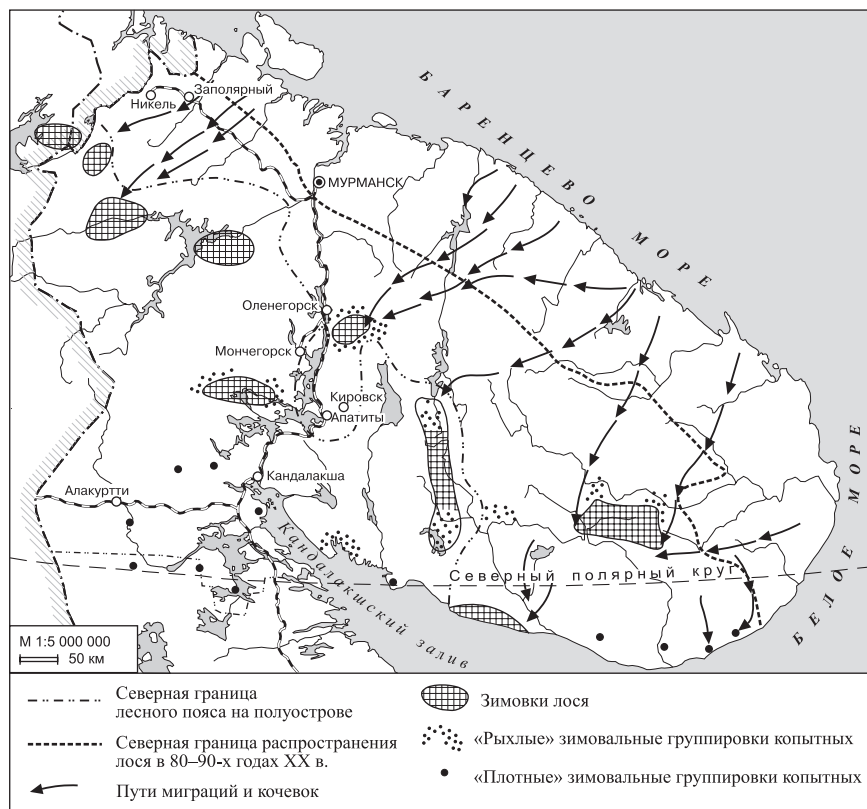 БАРЕНЦЕВО МОРЕ
Никель
Заполярный
МУРМАНСК
Оленегорск
Мончегорск
Кировск
Апатиты
Кандалакша
Алакуртти
Кандалакшский залив
Северный полярный круг
БЕЛОЕ МОРЕ
М 1:5 000 000
50 км
Северная граница
лесного пояса на полуострове
Северная граница распространения
лося в 80–90-х годах XX в.
Пути миграций и кочевок
Зимовки лося
«Рыхлые» зимовальные группировки копытных
«Плотные» зимовальные группировки копытных